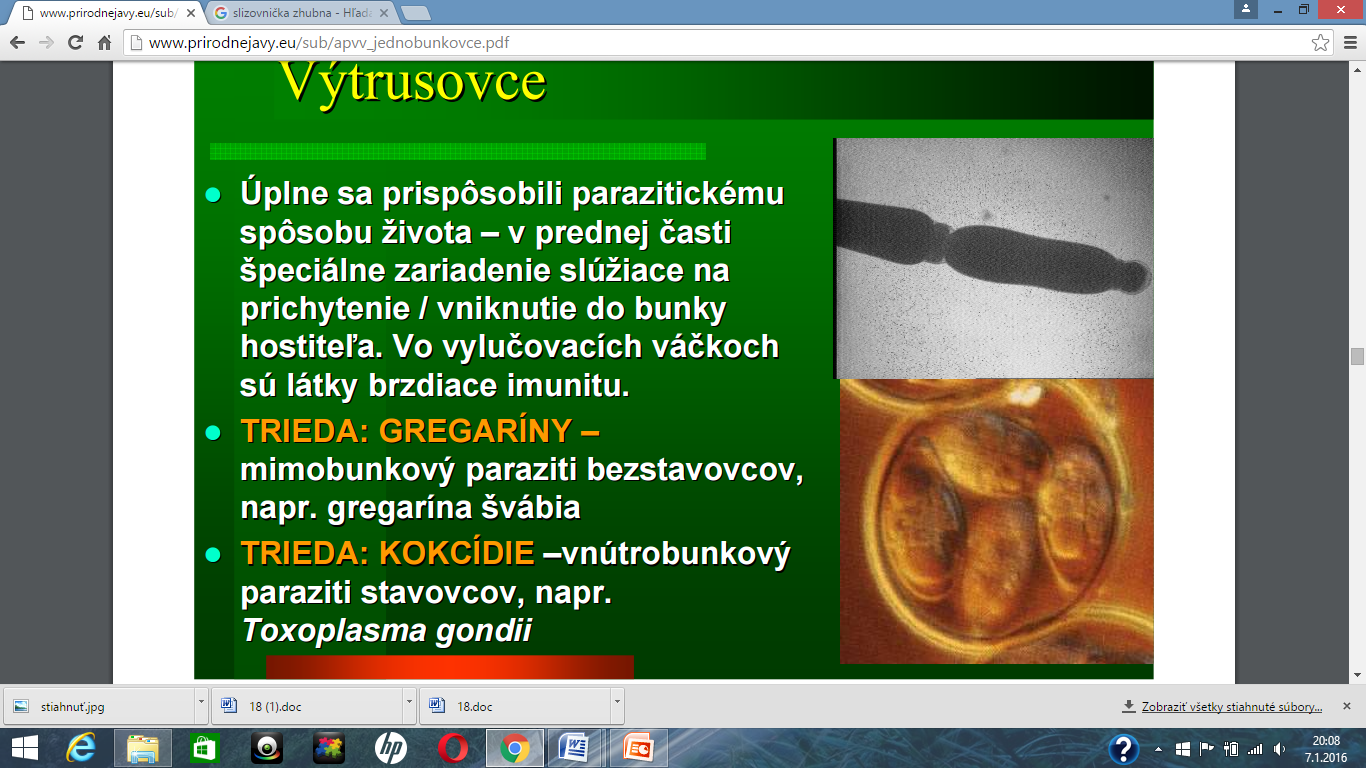 www.prirodnejavy.eu/sub/
slizovnička zhubna - Hľad
www.prirodnejavy.eu/sub/apvv_jednobunkovce.pdf
Výtrusovce
Úplne sa prispôsobili parazitickému
spôsobu života – v prednej časti
špeciálne zariadenie slúžiace na
prichytenie / vniknutie do bunky
hostiteľa. Vo vylučovacích váčkoch
sú látky brzdiace imunitu.
TRIEDA: GREGARÍNY –
mimobunkový paraziti bezstavovcov,
napr. gregarína švábia
TRIEDA: KOKCÍDIE –vnútrobunkový
paraziti stavovcov, napr.
Toxoplasma gondii
stiahnuť.jpg
18 (1).doc
18.doc
Zobraziť všetky stiahnuté súbory...
hp
20:08
7.1.2016